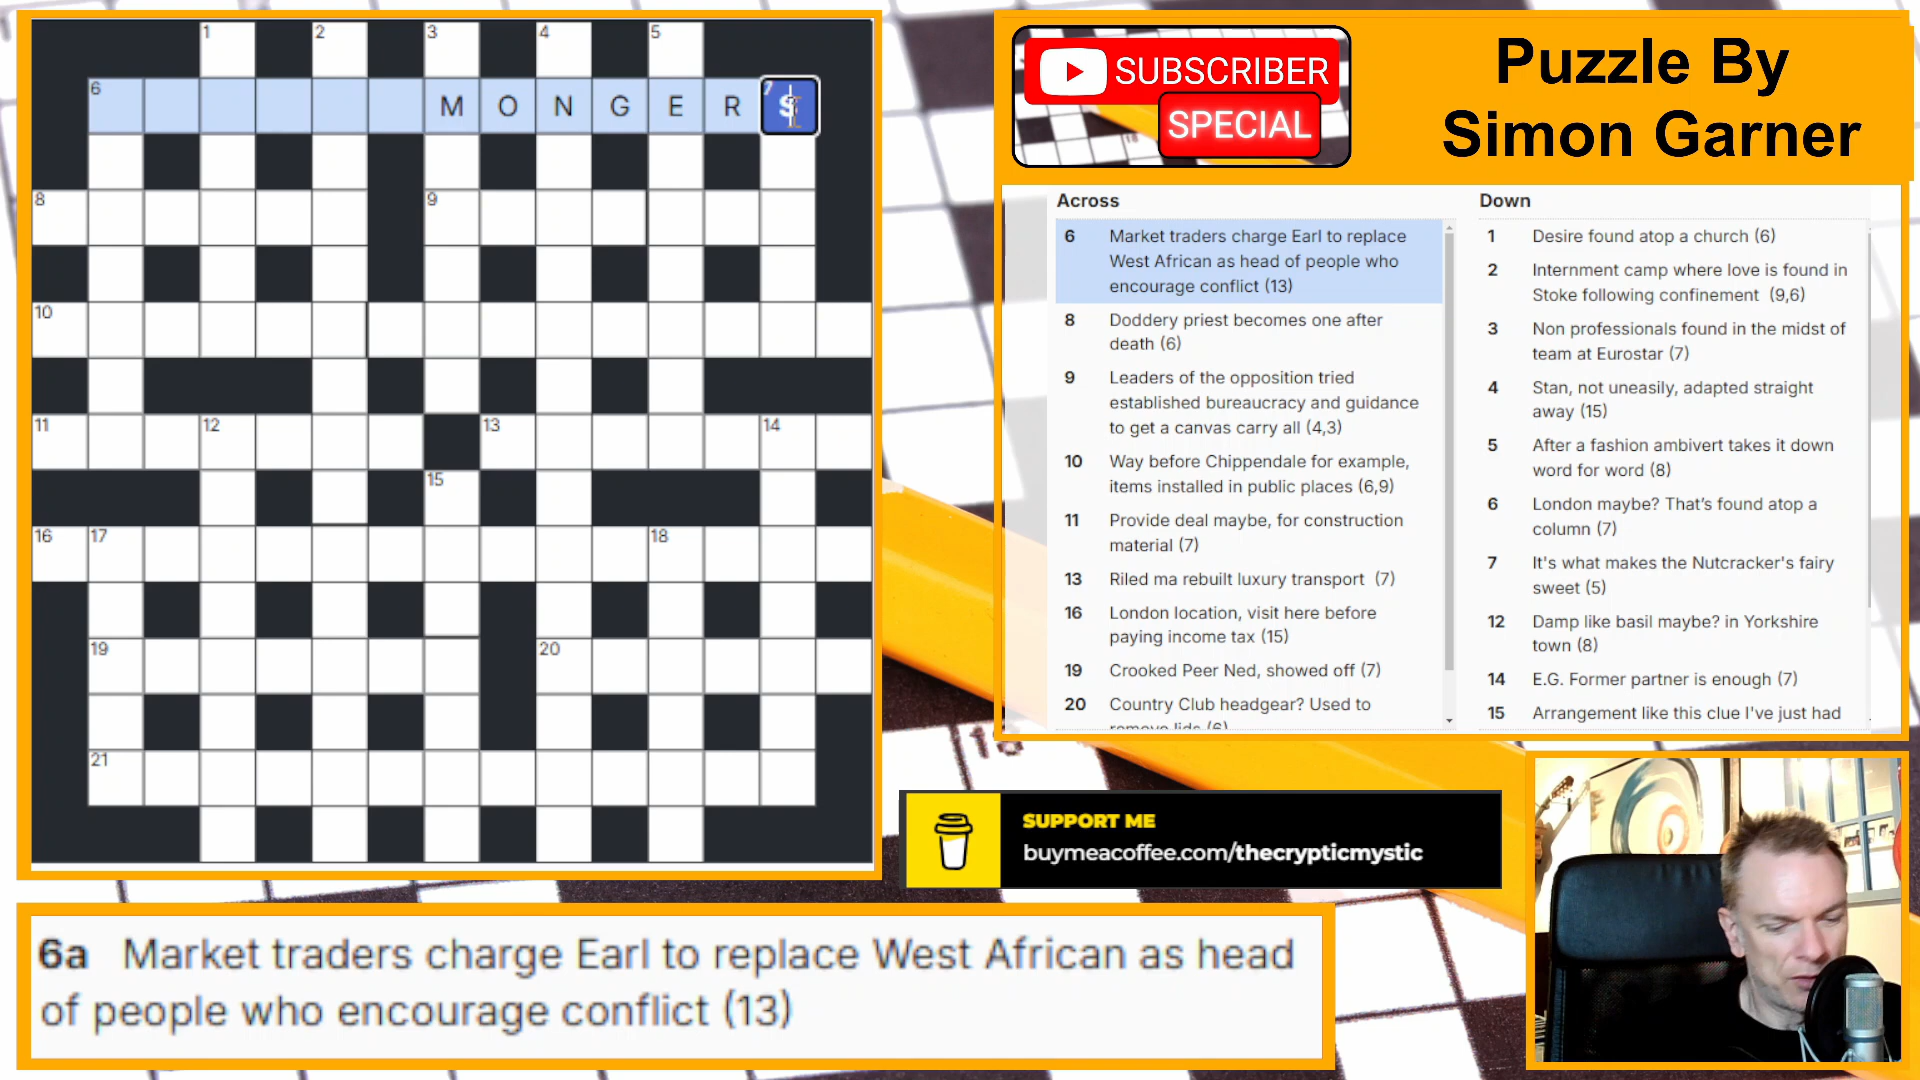 1 2 3 4 5
6 M O N G E R 7 S
8 9
10
11 12 13 14
15
16 17 18
19 20
21
SUBSCRIBER
SPECIAL
Puzzle By
Simon Garner
Across
6 Market traders charge Earl to replace
West African as head of people who
encourage conflict (13)
8 Doddery priest becomes one after
death (6)
9 Leaders of the opposition tried
established bureaucracy and guidance
to get a canvas carry all (4,3)
10 Way before Chippendale for example,
items installed in public places (6,9)
11 Provide deal maybe, for construction
material (7)
13 Riled ma rebuilt luxury transport (7)
16 London location, visit here before
paying income tax (15)
19 Crooked Peer Ned, showed off (7)
20 Country Club headgear? Used to
remove lids (6)
Down
1 Desire found atop a church (6)
2 Internment camp where love is found in
Stoke following confinement (9,6)
3 Non professionals found in the midst of
team at Eurostar (7)
4 Stan, not uneasily, adapted straight
away (15)
5 After a fashion ambivert takes it down
word for word (8)
6 London maybe? That's found atop a
column (7)
7 It's what makes the Nutcracker's fairy
sweet (5)
12 Damp like basil maybe? in Yorkshire
town (8)
14 E.G. Former partner is enough (7)
15 Arrangement like this clue I've just had
SUPPORT ME
buymeacoffee.com/thecrypticmystic
6a Market traders charge Earl to replace West African as head
of people who encourage conflict (13)